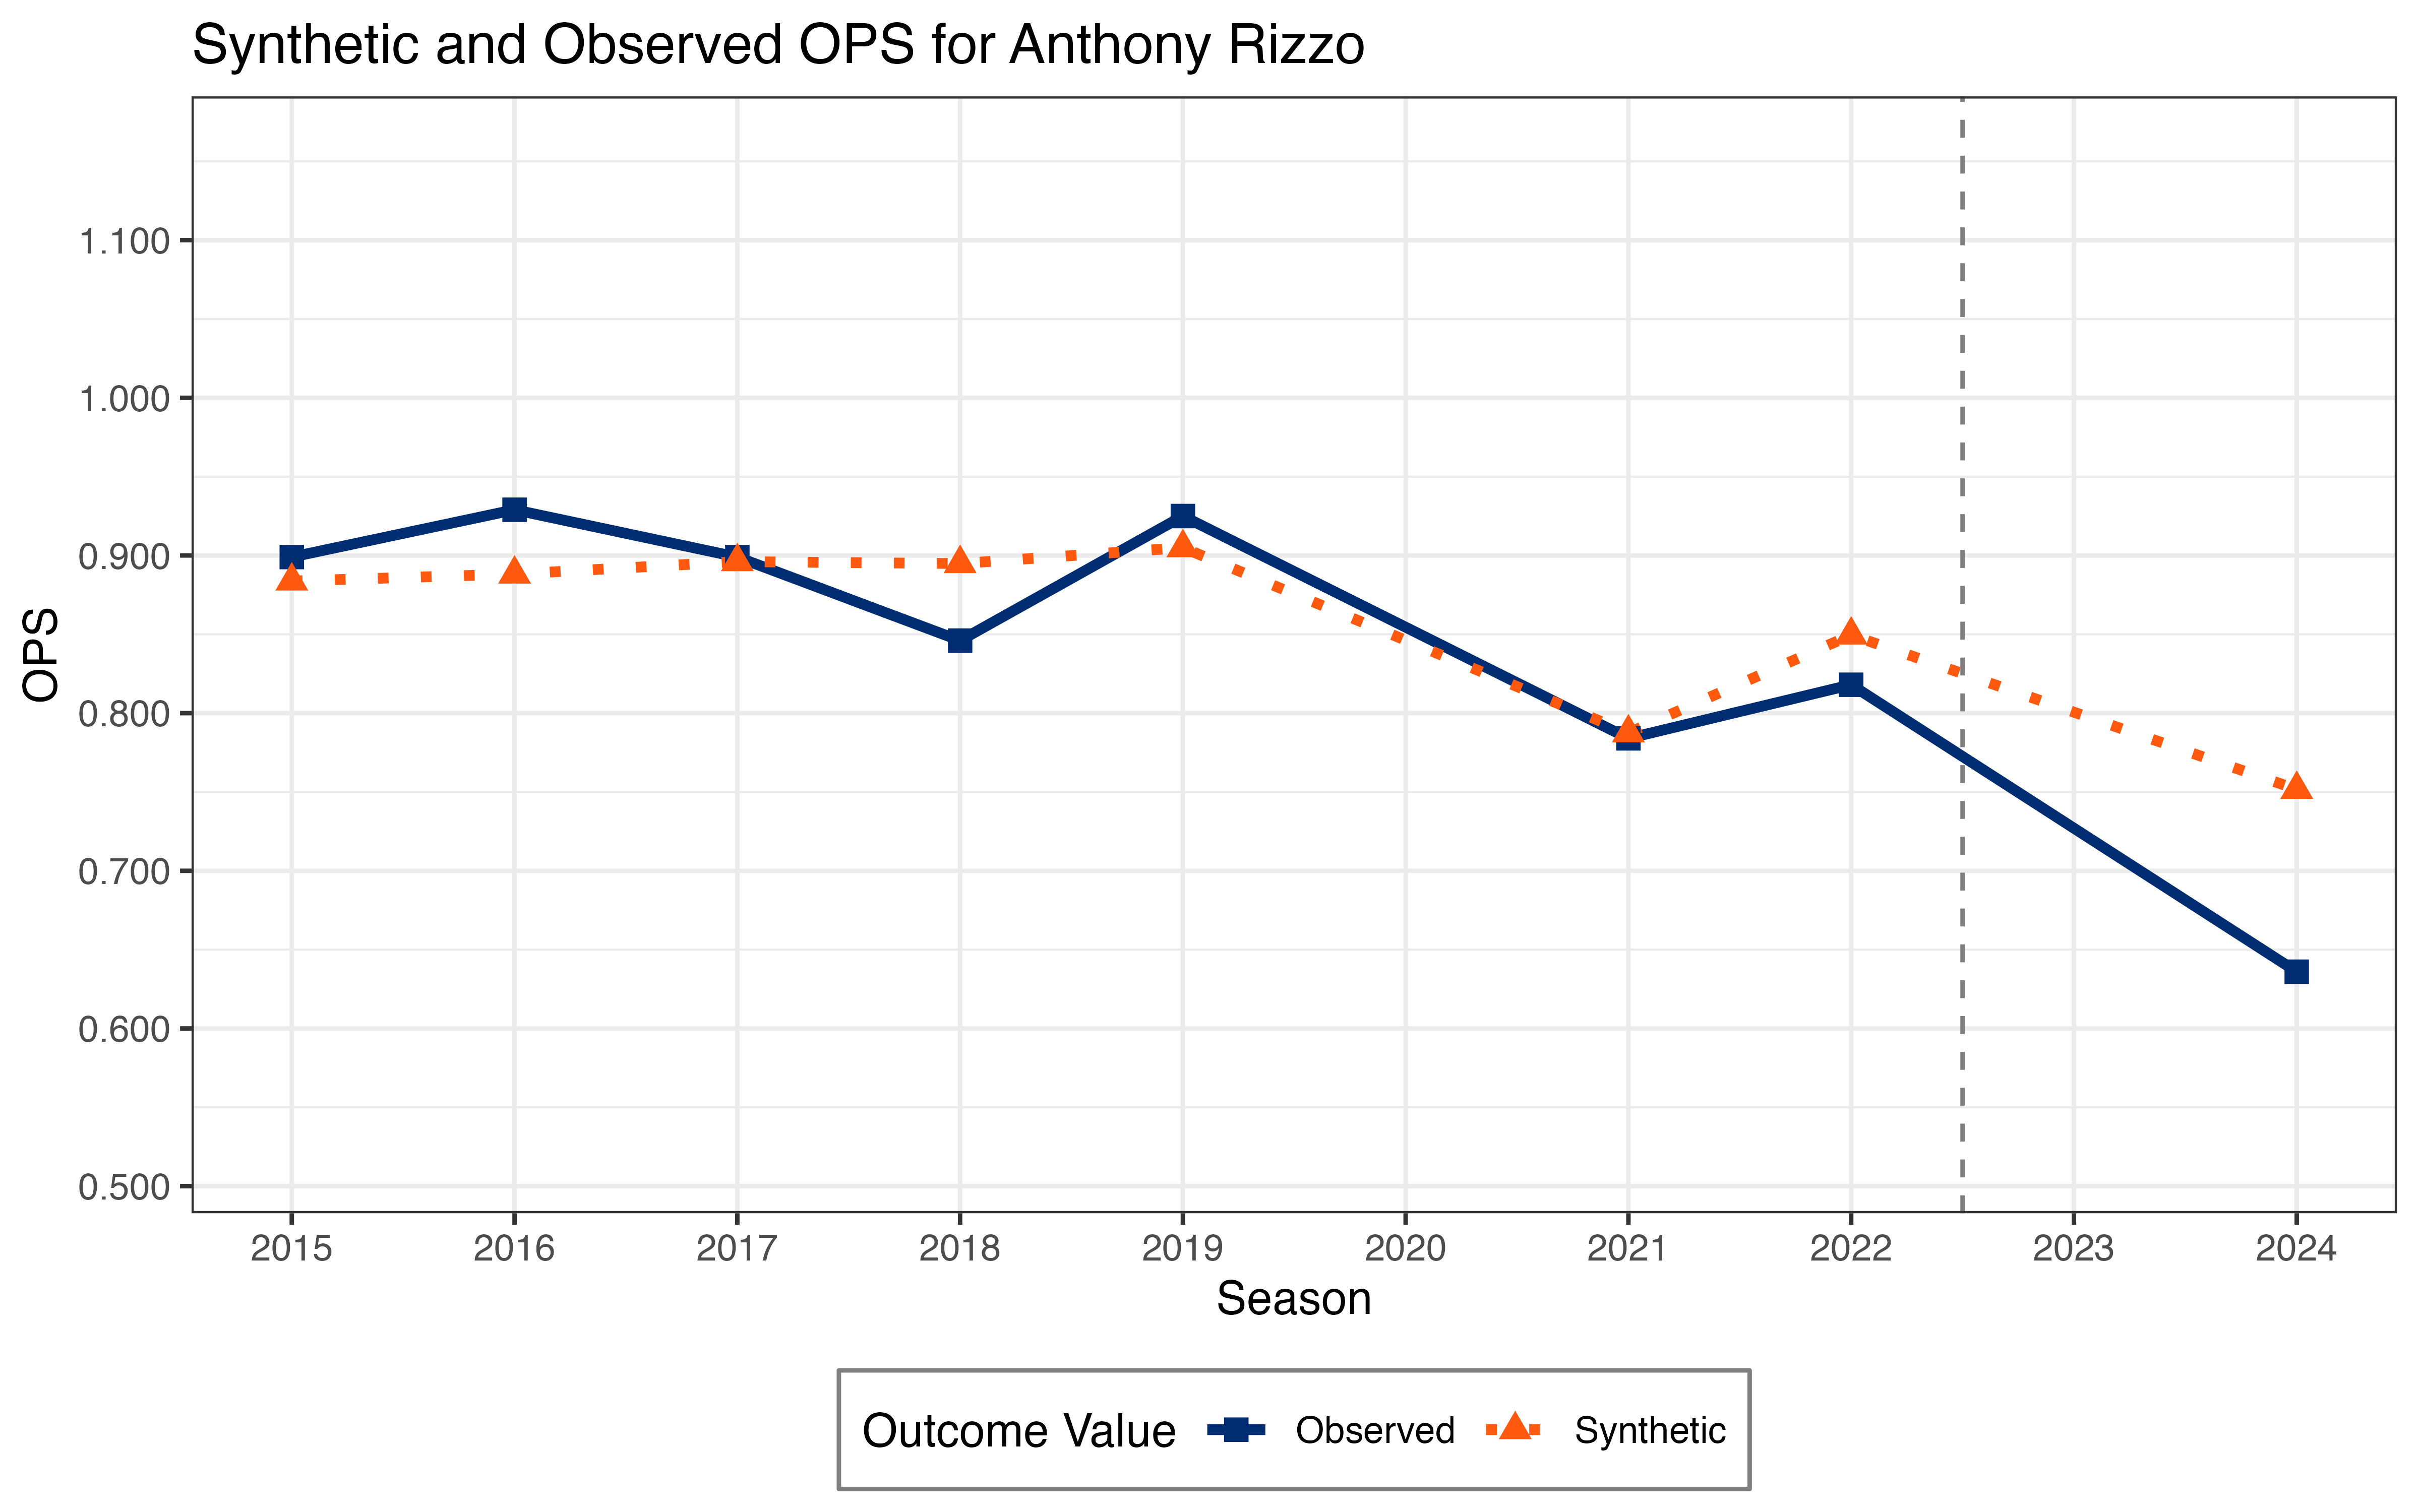 Synthetic and Observed OPS for Anthony Rizzo
OPS
1.100
1.000
0.900
0.800
0.700
0.600
0.500
2015 2016 2017 2018 2019 2020 2021 2022 2023 2024
Season
Outcome Value Observed Synthetic